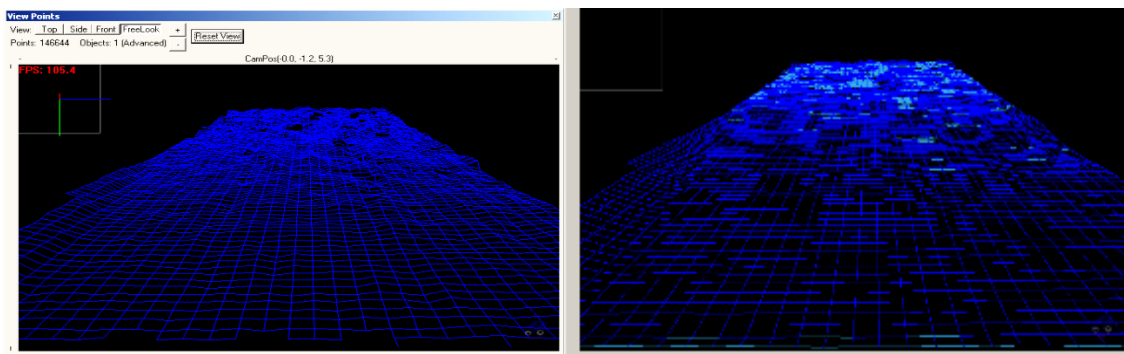 View Points
View: Top Side Front FreeLook +
Points: 146644 Objects: 1 (Advanced) - Reset View
CamPos(-0.0, -1.2, 5.3)
FPS: 105.4